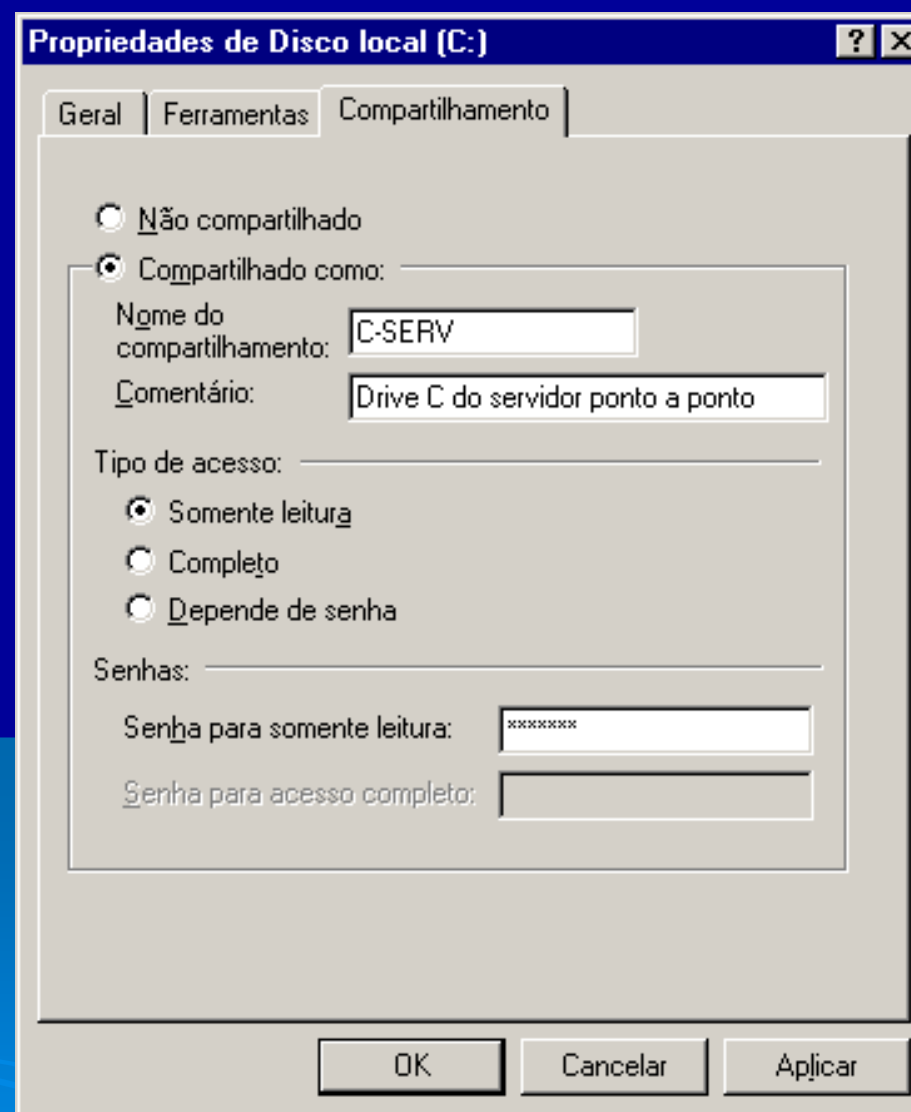 Propriedades de Disco local (C:)
Geral Ferramentas Compartilhamento
Não compartilhado
Compartilhado como:
Nome do
compartilhamento: C-SERV
Comentário: Drive C do servidor ponto a ponto
Tipo de acesso:
Somente leitura
Completo
Depende de senha
Senhas:
Senha para somente leitura: *******
Senha para acesso completo:
OK Cancelar Aplicar